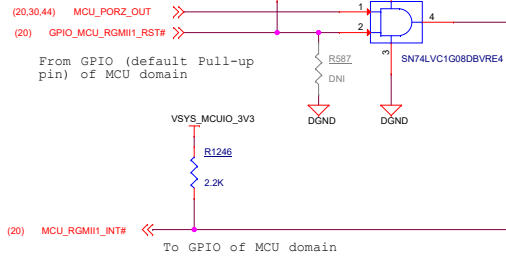 (20,30,44) MCU_PORZ_OUT
1
4
(20) GPIO_MCU_RGMII1_RST#
2
SN74LVC1G08DBVRE4
3
From GPIO (default Pull-up
pin) of MCU domain
R587
DNI
DGND
DGND
VSYS_MCUIO_3V3
R1246
2.2K
(20) MCU_RGMII1_INT#
To GPIO of MCU domain